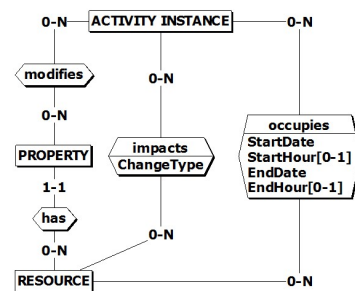 0-N
ACTIVITY INSTANCE
0-N
modifies
0-N
0-N
PROPERTY
impacts
ChangeType
occupies
StartDate
StartHour[0-1]
EndDate
EndHour[0-1]
1-1
has
0-N
0-N
RESOURCE
0-N